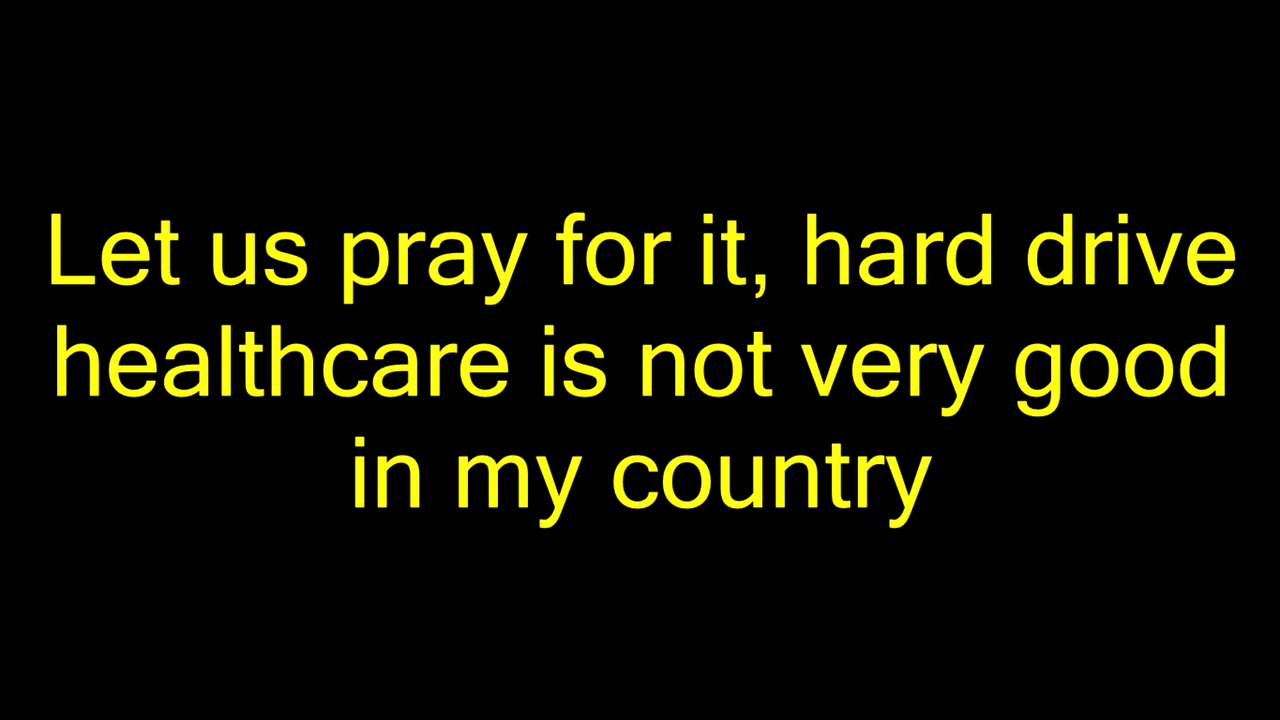 Let us pray for it, hard drive
healthcare is not very good
in my country